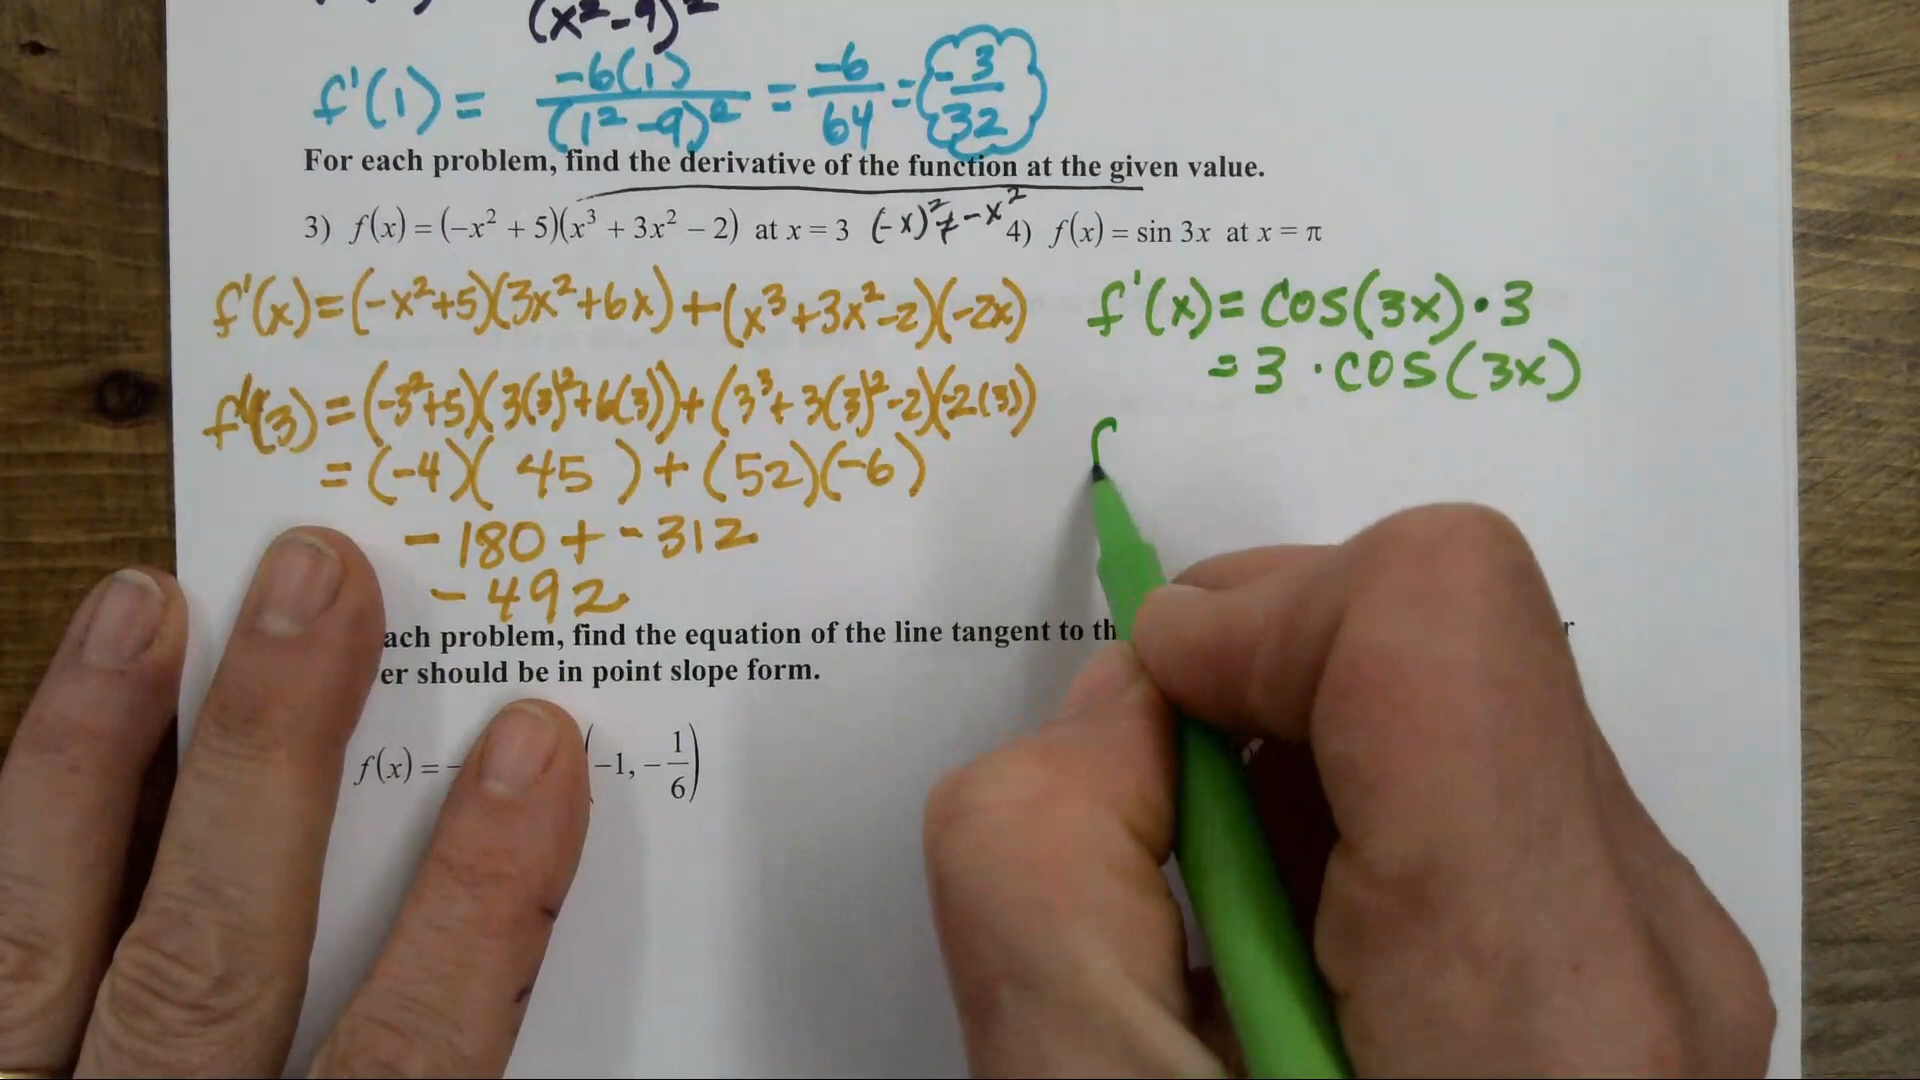 (x²-9)²
f'(1) = -6(1)/(1²-9)² = -6/64 = -3/32
For each problem, find the derivative of the function at the given value.
3) f(x) = (-x² + 5)(x³ + 3x² - 2) at x = 3 (-x)² ≠ -x²
4) f(x) = sin 3x at x = π
f'(x)=(-x²+5)(3x²+6x)+(x³+3x²-2)(-2x)
f'(3)=(-3²+5)(3(3)²+6(3))+(3³+3(3)²-2)(-2(3))
=(-4)(45)+(52)(-6)
-180+-312
-492
f'(x)= cos(3x)·3
=3·cos(3x)
ach problem, find the equation of the line tangent to th
er should be in point slope form.
f(x) = - (-1, -1/6)